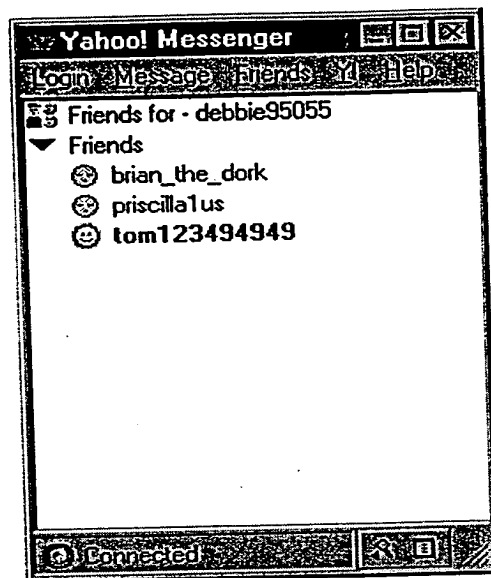 Yahoo! Messenger
Login Message Friends Y! Help
Friends for - debbie95055
Friends
brian_the_dork
priscilla1us
tom123494949
Connected